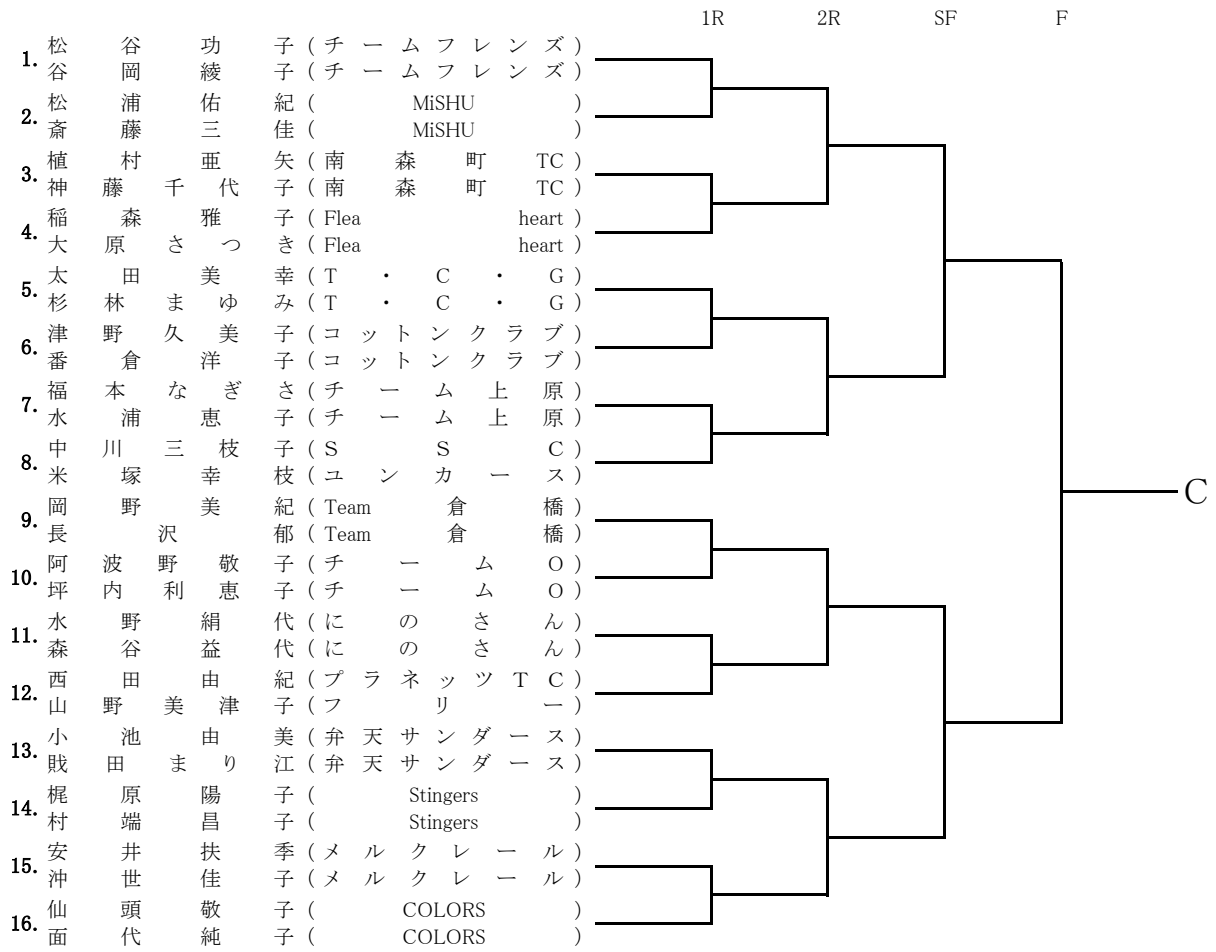 1R 2R SF F
1. 松谷功子(チームフレンズ)
谷岡綾子(チームフレンズ)
2. 松浦佑紀(MiSHU)
斎藤三佳(MiSHU)
3. 植村亜矢(南森町TC)
神藤千代子(南森町TC)
4. 稲森雅子(Flea heart)
大原さつき(Flea heart)
5. 太田美幸(T・C・G)
杉林まゆみ(T・C・G)
6. 津野久美子(コットンクラブ)
番倉洋子(コットンクラブ)
7. 福本なぎさ(チーム上原)
水浦恵子(チーム上原)
8. 中川三枝子(SSC)
米塚幸枝(ユンカース)
9. 岡野美紀(Team倉橋)
長沢郁(Team倉橋)
10. 阿波野敬子(チームO)
坪内利恵子(チームO)
11. 水野絹代(にのさん)
森谷益代(にのさん)
12. 西田由紀(プラネッツTC)
山野美津子(フリー)
13. 小池由美(弁天サンダース)
戝田まり江(弁天サンダース)
14. 梶原陽子(Stingers)
村端昌子(Stingers)
15. 安井扶季(メルクレール)
沖世佳子(メルクレール)
16. 仙頭敬子(COLORS)
面代純子(COLORS)
C